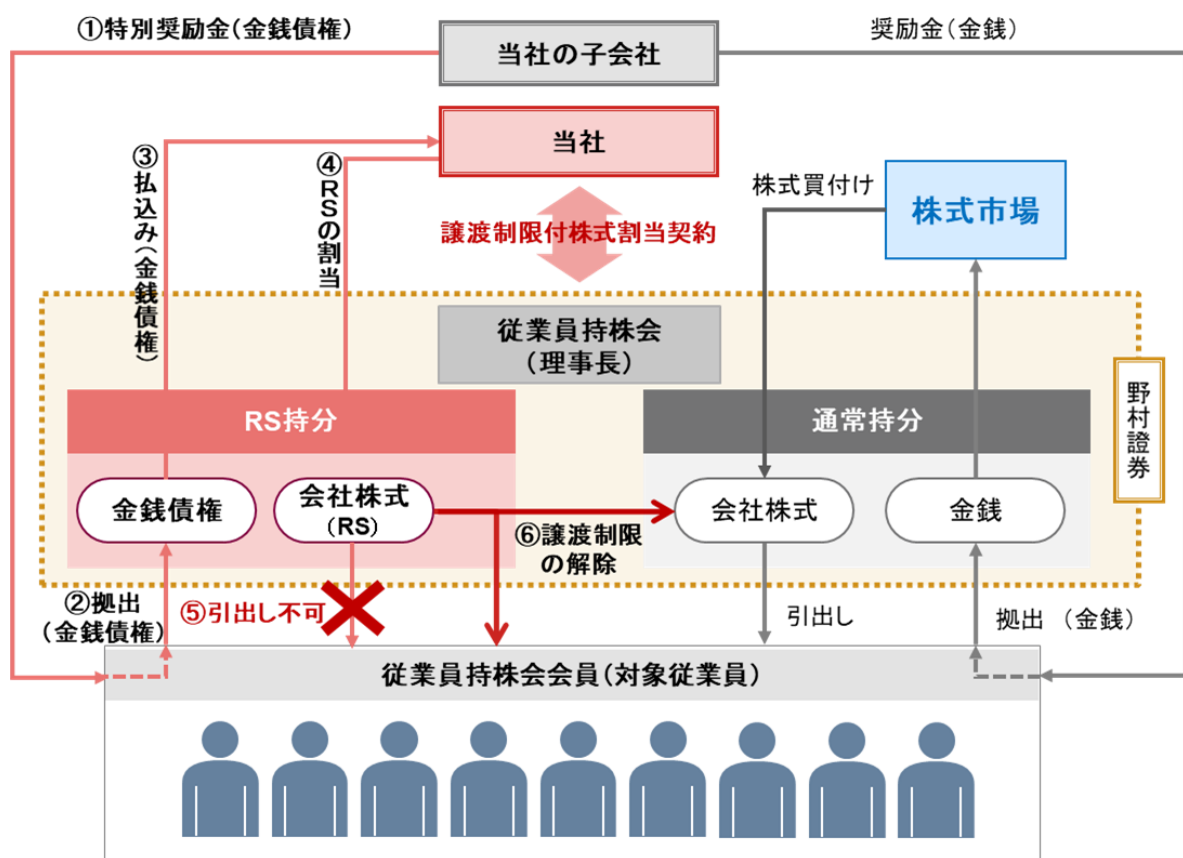 ①特別奨励金(金銭債権)
当社の子会社
奨励金(金銭)
当社
③払込み(金銭債権)
④RSの割当
株式買付け
株式市場
譲渡制限付株式割当契約
従業員持株会
(理事長)
野村證券
RS持分
通常持分
金銭債権
会社株式
(RS)
⑥譲渡制限
の解除
会社株式
金銭
②拠出
(金銭債権)
⑤引出し不可
引出し
拠出 (金銭)
従業員持株会会員(対象従業員)